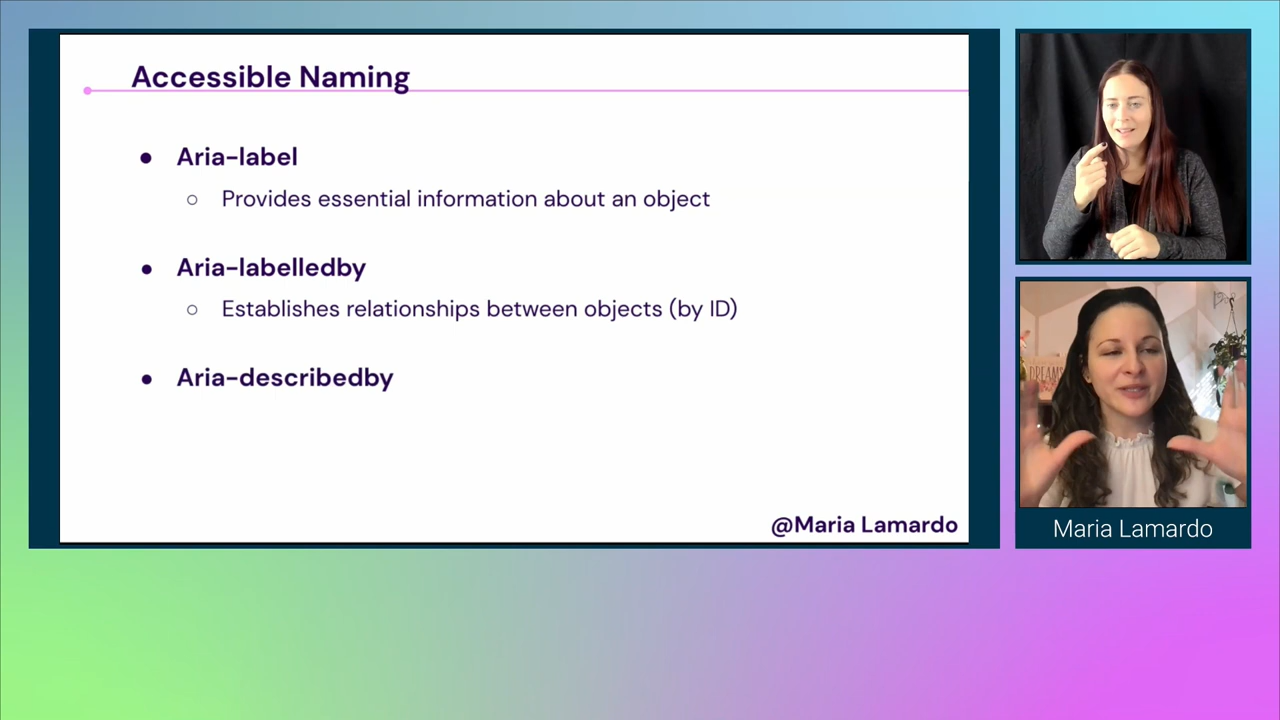 Accessible Naming
● Aria-label
○ Provides essential information about an object
● Aria-labelledby
○ Establishes relationships between objects (by ID)
● Aria-describedby
@Maria Lamardo
DREAMS
Maria Lamardo